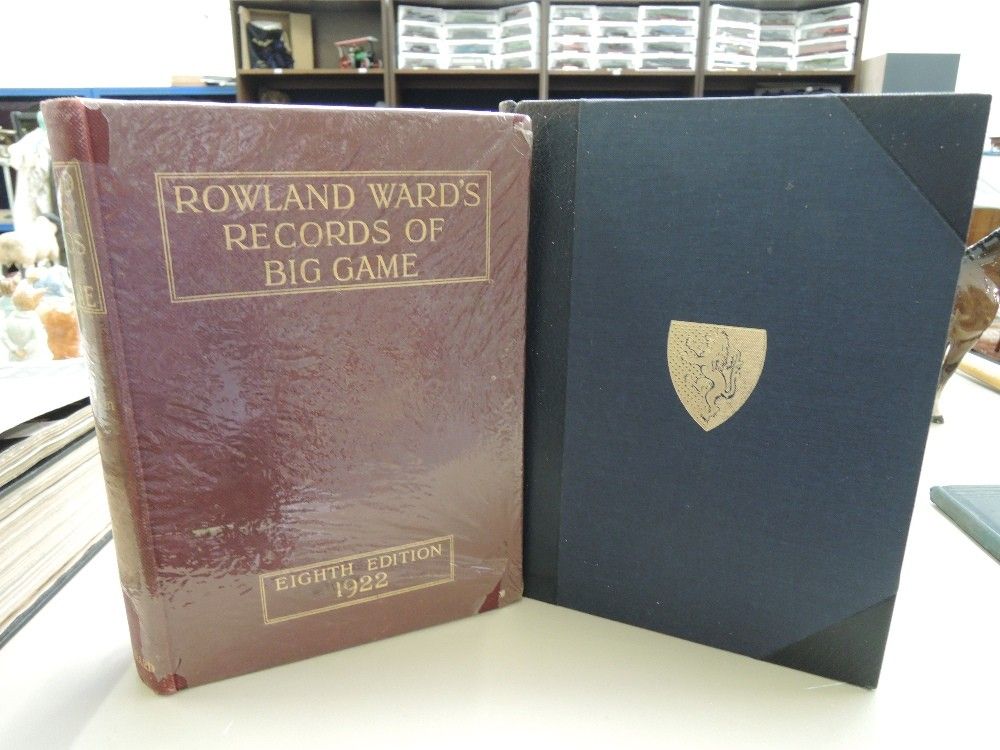 ROWLAND WARD'S
RECORDS OF
BIG GAME
EIGHTH EDITION
1922